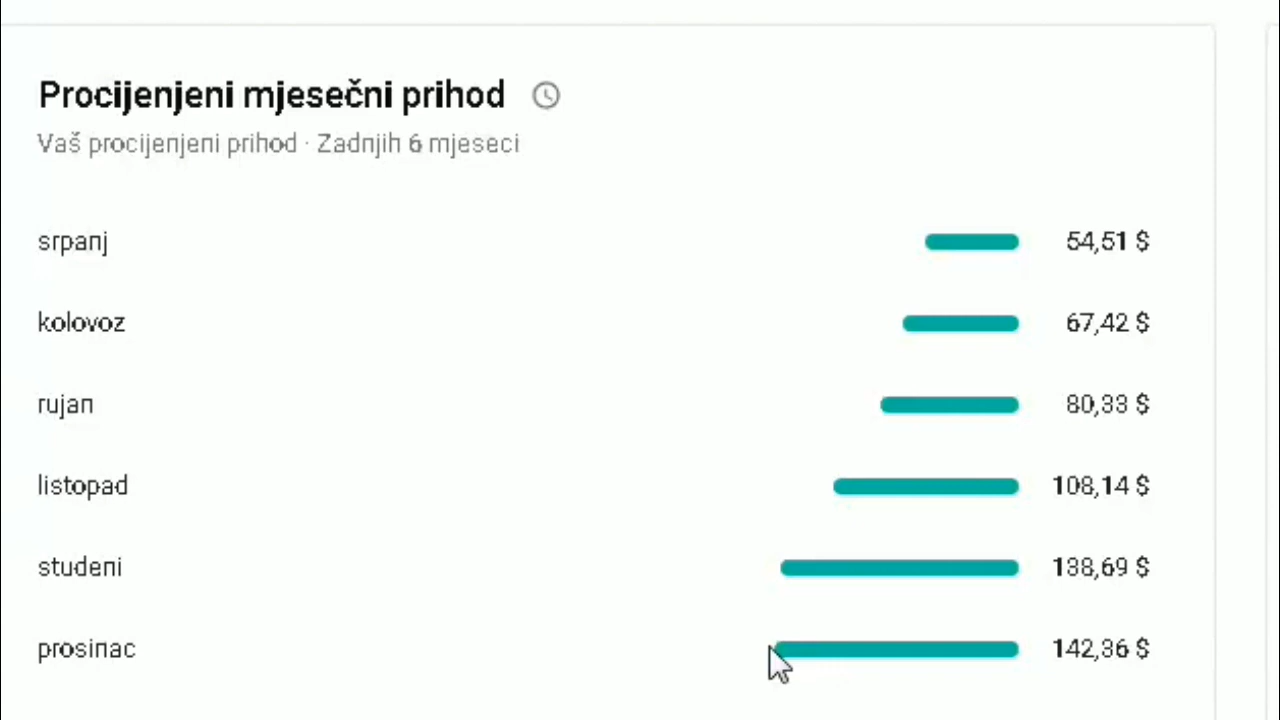 Procijenjeni mjesečni prihod
Vaš procijenjeni prihod · Zadnjih 6 mjeseci
srpanj 54,51 $
kolovoz 67,42 $
rujan 80,33 $
listopad 108,14 $
studeni 138,69 $
prosinac 142,36 $